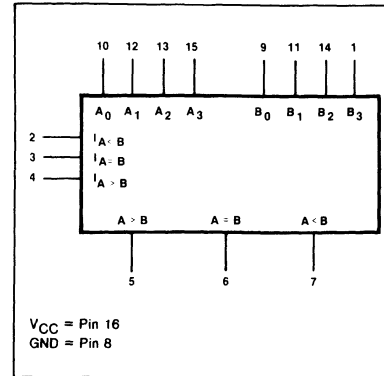 10 12 13 15 9 11 14 1
A0 A1 A2 A3 B0 B1 B2 B3
2 IA<B
3 IA=B
4 IA>B
A>B A=B A<B
5 6 7
VCC = Pin 16
GND = Pin 8